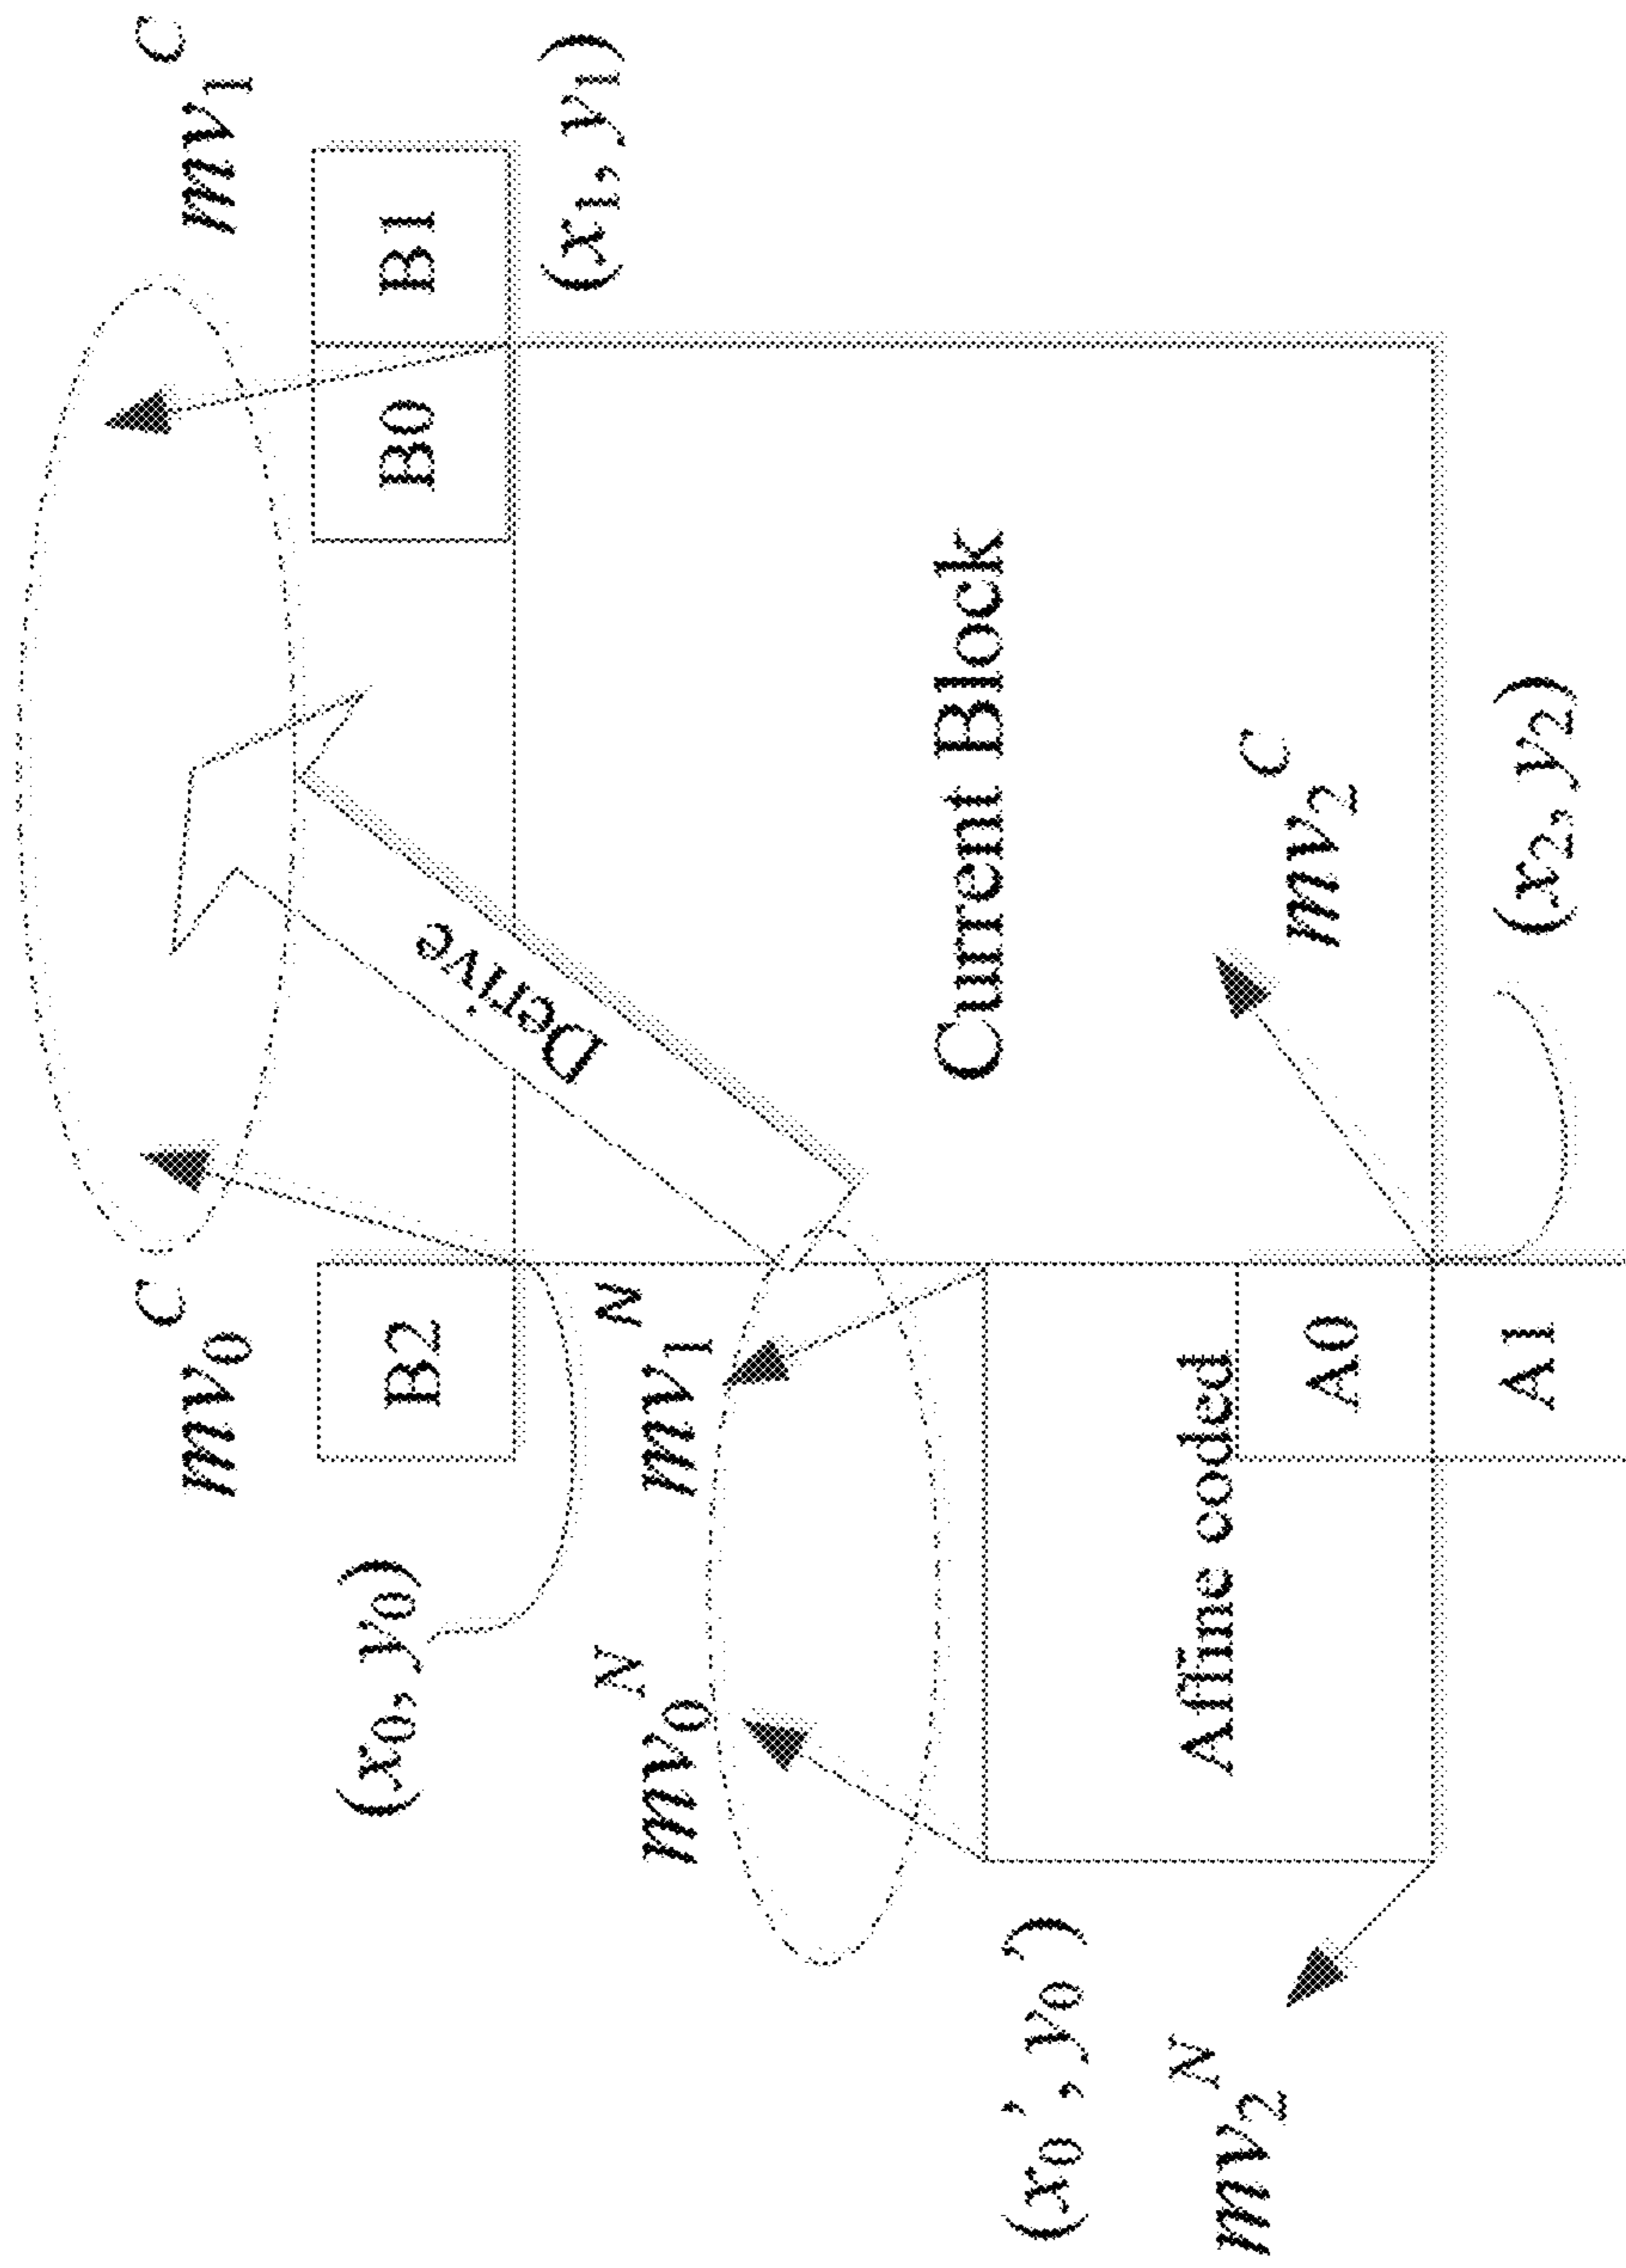 mv₀ᶜ
mv₁ᶜ
(x₀, y₀)
B2
B0
B1
(x₁, y₁)
Derive
mv₀ᴺ
mv₁ᴺ
Current Block
(x₀', y₀')
Affine coded
mv₂ᴺ
mv₂ᶜ
A0
A1
(x₂, y₂)